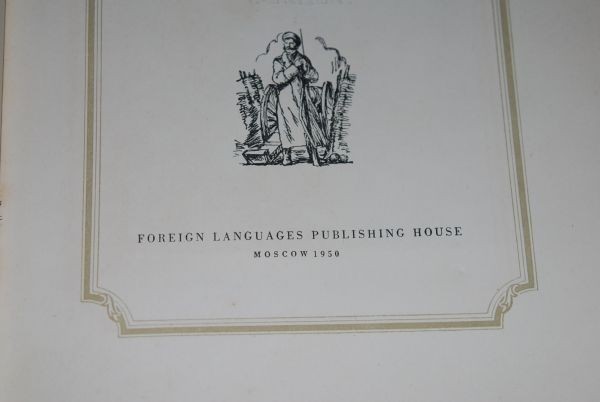 FOREIGN LANGUAGES PUBLISHING HOUSE
MOSCOW 1950